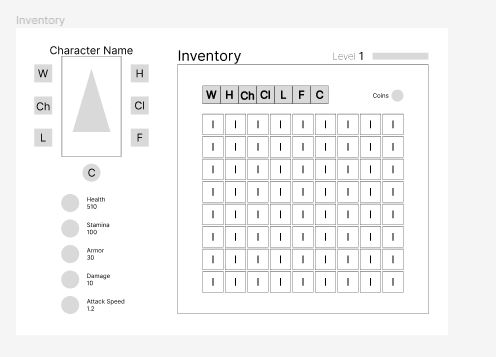 Inventory
Character Name
W H
Ch Cl
L F
C
Health
510
Stamina
100
Armor
30
Damage
10
Attack Speed
1.2
Inventory
Level 1
W H Ch Cl L F C
Coins
I I I I I I I I I
I I I I I I I I I
I I I I I I I I I
I I I I I I I I I
I I I I I I I I I
I I I I I I I I I
I I I I I I I I I
I I I I I I I I I